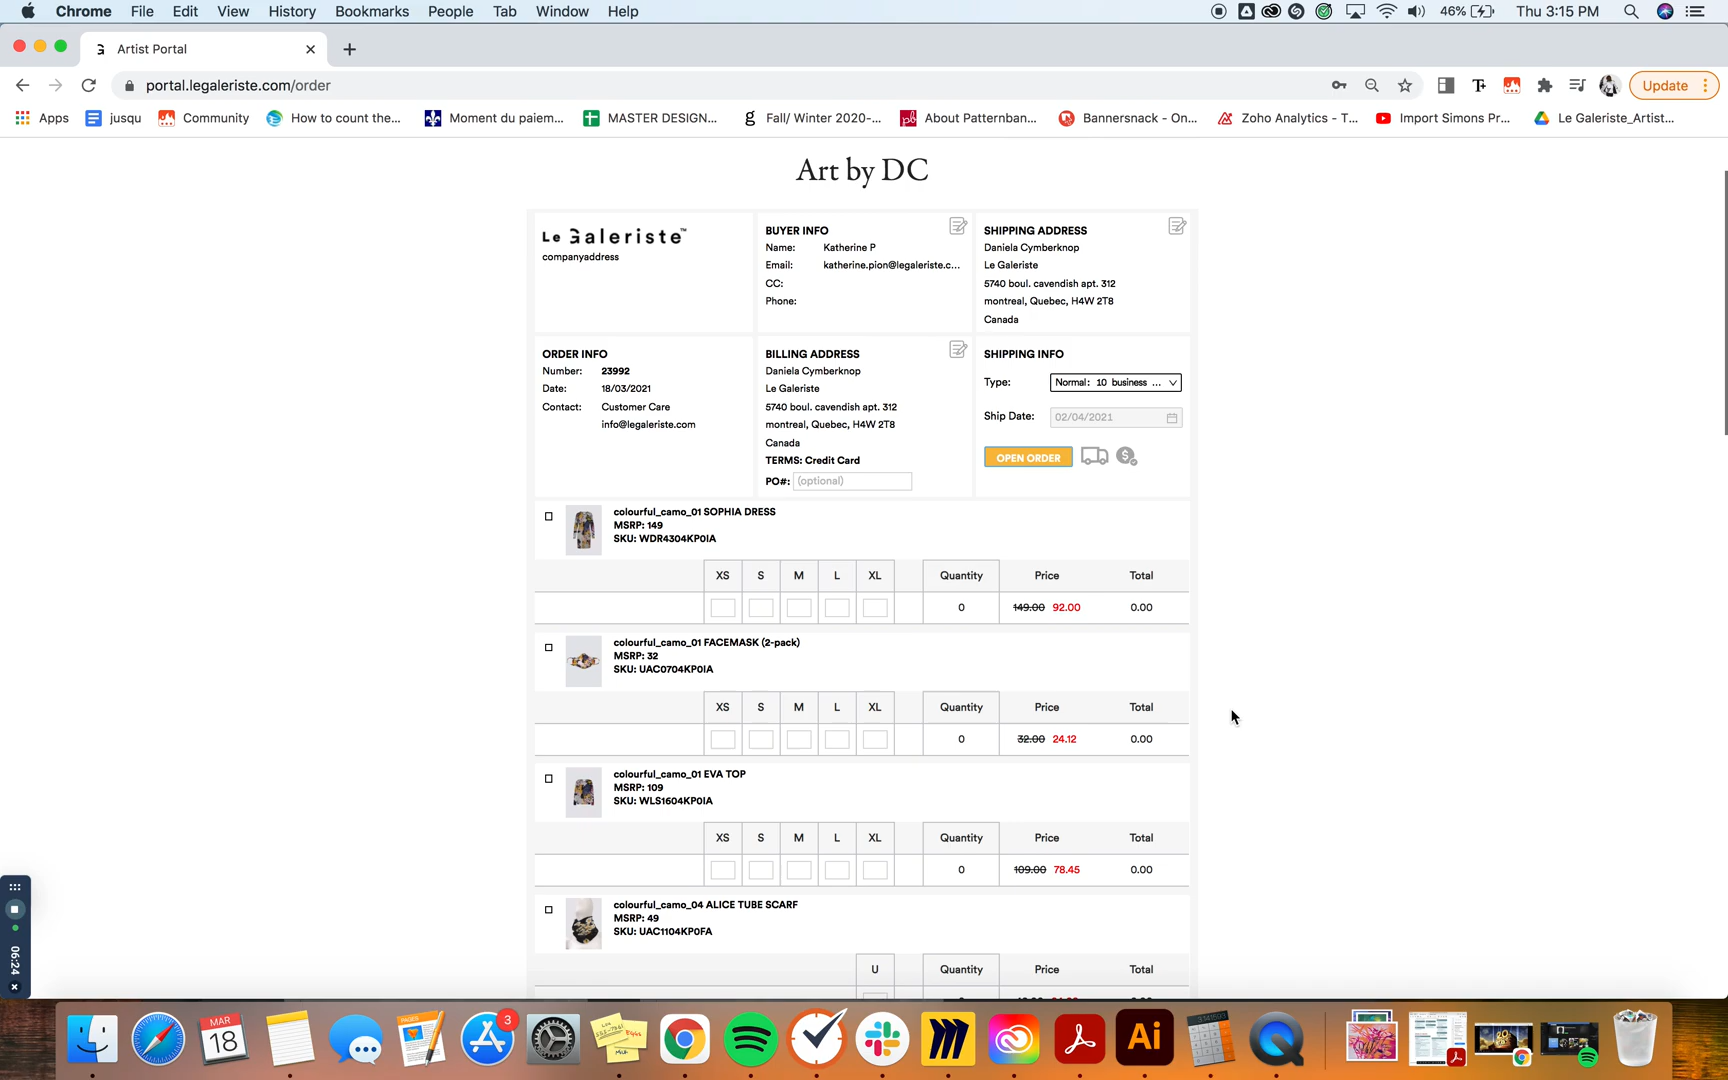 Chrome File Edit View History Bookmarks People Tab Window Help 46% Thu 3:15 PM
Artist Portal
portal.legaleriste.com/order Update
Apps jusqu Community How to count the... Moment du paiem... MASTER DESIGN... Fall/ Winter 2020-... About Patternban... Bannersnack - On... Zoho Analytics - T... Import Simons Pr... Le Galeriste_Artist...
Art by DC
Le Galeriste™
companyaddress
BUYER INFO
Name: Katherine P
Email: katherine.pion@legaleriste.c...
CC:
Phone:
SHIPPING ADDRESS
Daniela Cymberknop
Le Galeriste
5740 boul. cavendish apt. 312
montreal, Quebec, H4W 2T8
Canada
ORDER INFO
Number: 23992
Date: 18/03/2021
Contact: Customer Care
info@legaleriste.com
BILLING ADDRESS
Daniela Cymberknop
Le Galeriste
5740 boul. cavendish apt. 312
montreal, Quebec, H4W 2T8
Canada
TERMS: Credit Card
PO#: (optional)
SHIPPING INFO
Type: Normal: 10 business ...
Ship Date: 02/04/2021
OPEN ORDER
colourful_camo_01 SOPHIA DRESS
MSRP: 149
SKU: WDR4304KP0IA
XS S M L XL Quantity Price Total
0 149.00 92.00 0.00
colourful_camo_01 FACEMASK (2-pack)
MSRP: 32
SKU: UAC0704KP0IA
XS S M L XL Quantity Price Total
0 32.00 24.12 0.00
colourful_camo_01 EVA TOP
MSRP: 109
SKU: WLS1604KP0IA
XS S M L XL Quantity Price Total
0 109.00 78.45 0.00
colourful_camo_04 ALICE TUBE SCARF
MSRP: 49
SKU: UAC1104KP0FA
U Quantity Price Total
06:24
MAR
18
PAGES
3
Ai